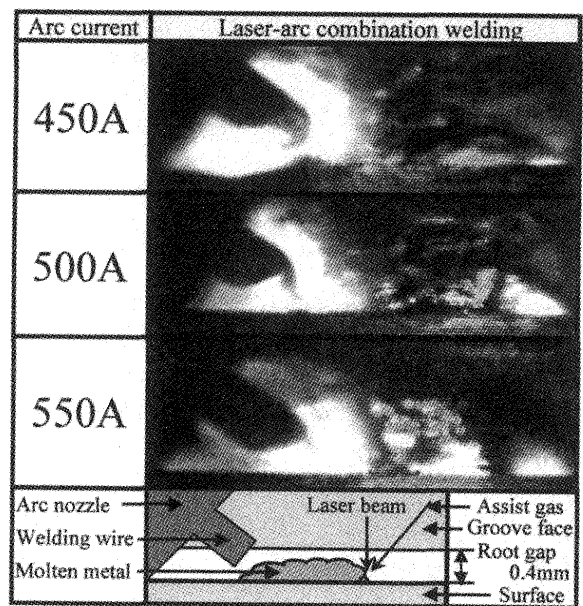 Arc current Laser-arc combination welding
450A
500A
550A
Arc nozzle
Laser beam
Assist gas
Groove face
Welding wire
Root gap
0.4mm
Molten metal
Surface